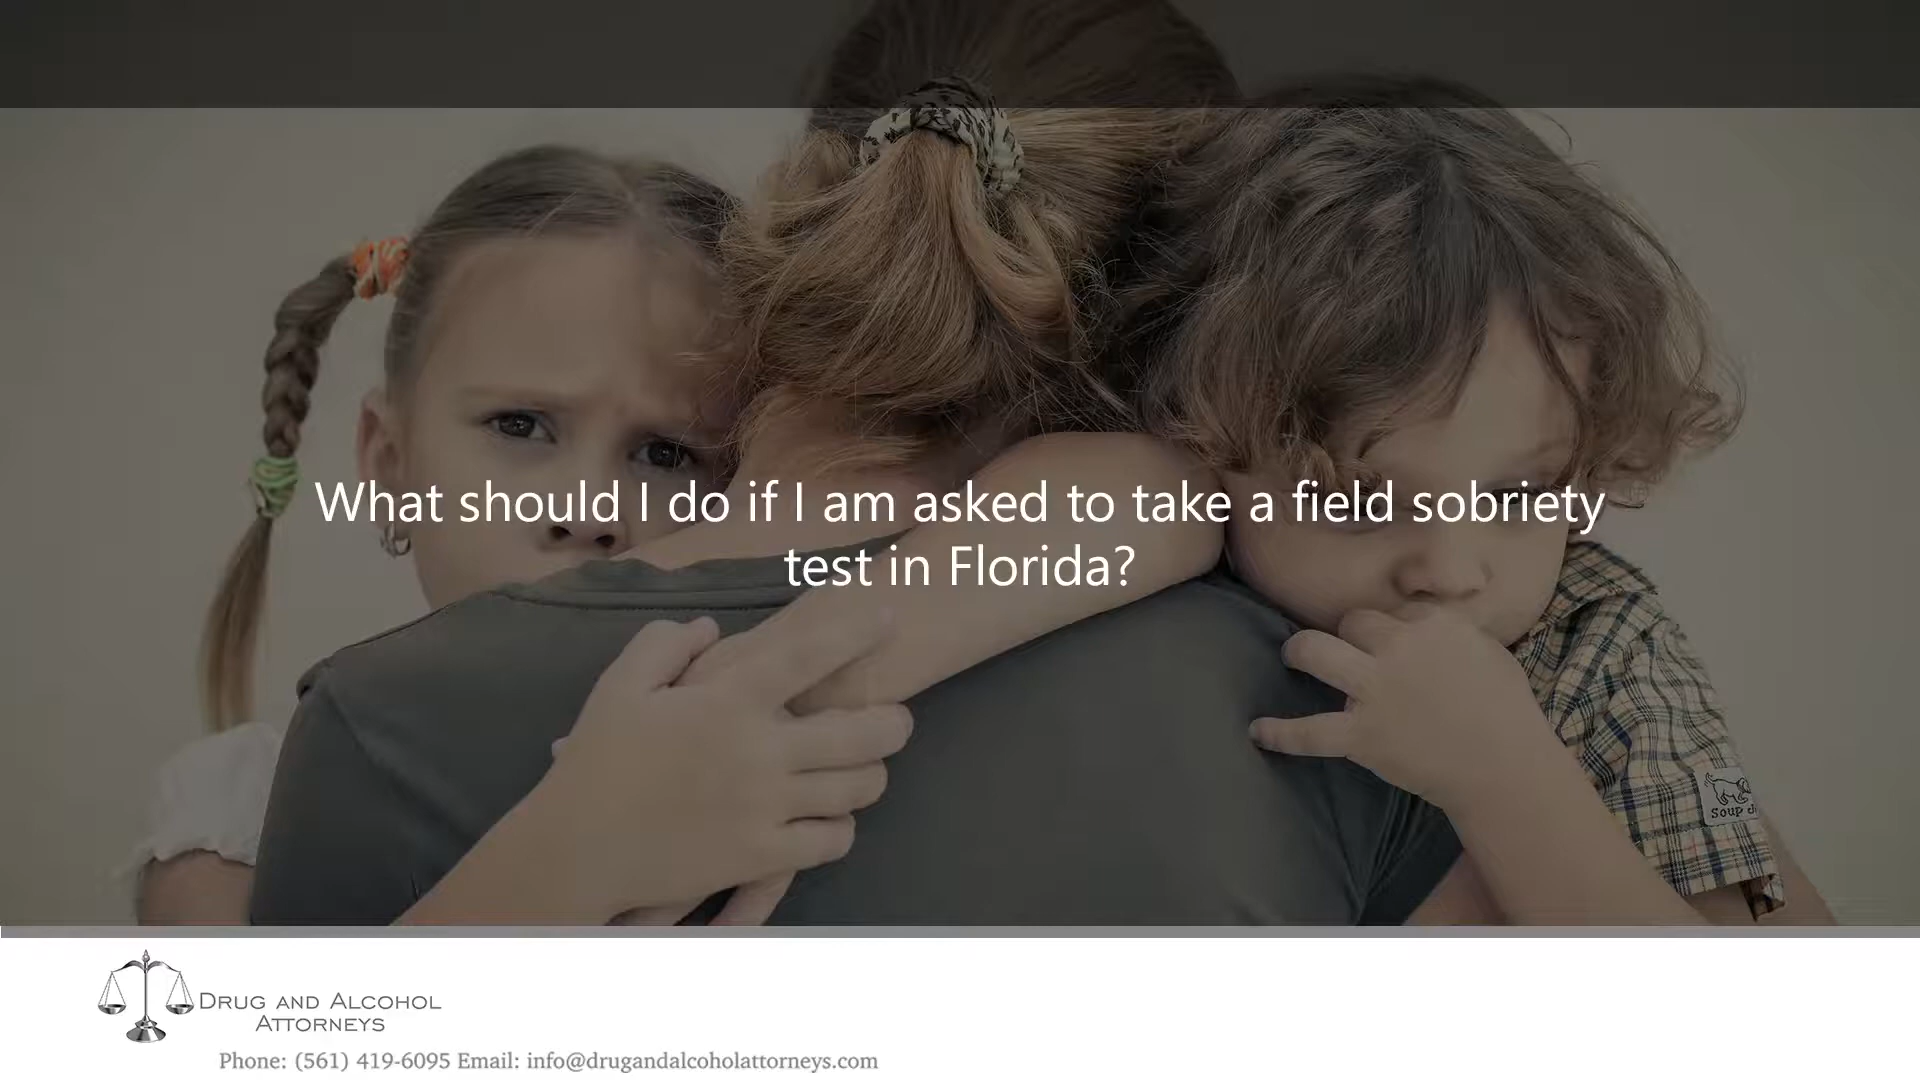 What should I do if I am asked to take a field sobriety
test in Florida?
soup
DRUG AND ALCOHOL
ATTORNEYS
Phone: (561) 419-6095 Email: info@drugandalcoholattorneys.com